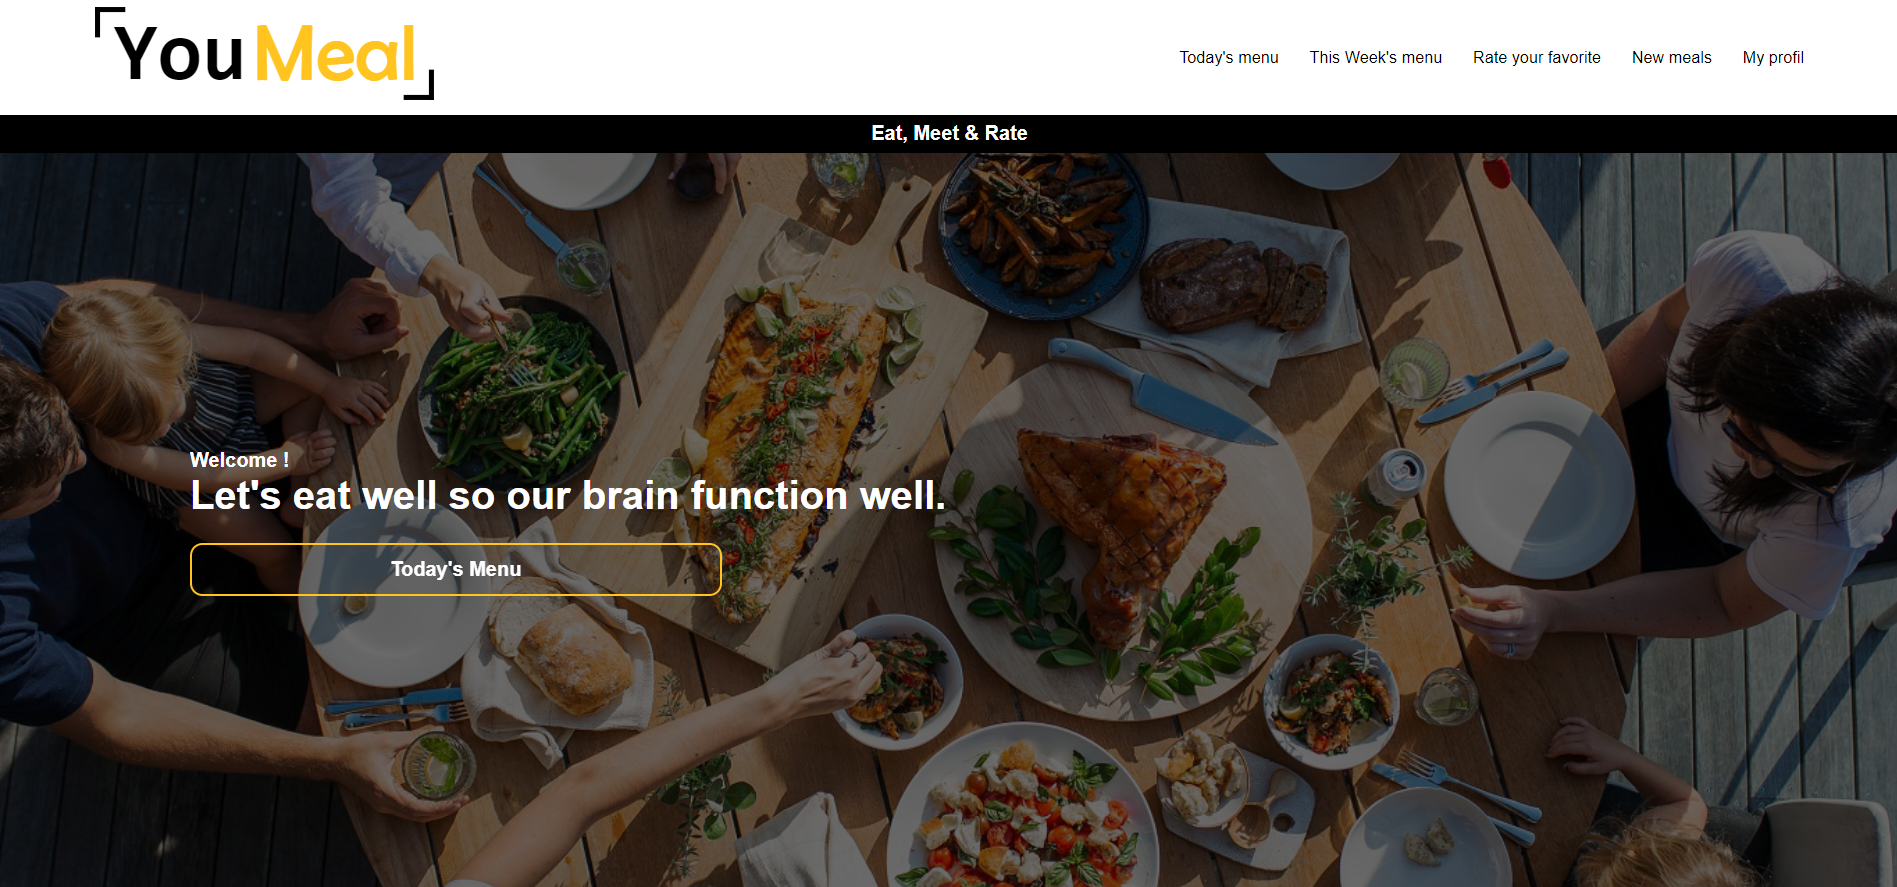 You Meal
Today's menu This Week's menu Rate your favorite New meals My profil
Eat, Meet & Rate
Welcome !
Let's eat well so our brain function well.
Today's Menu